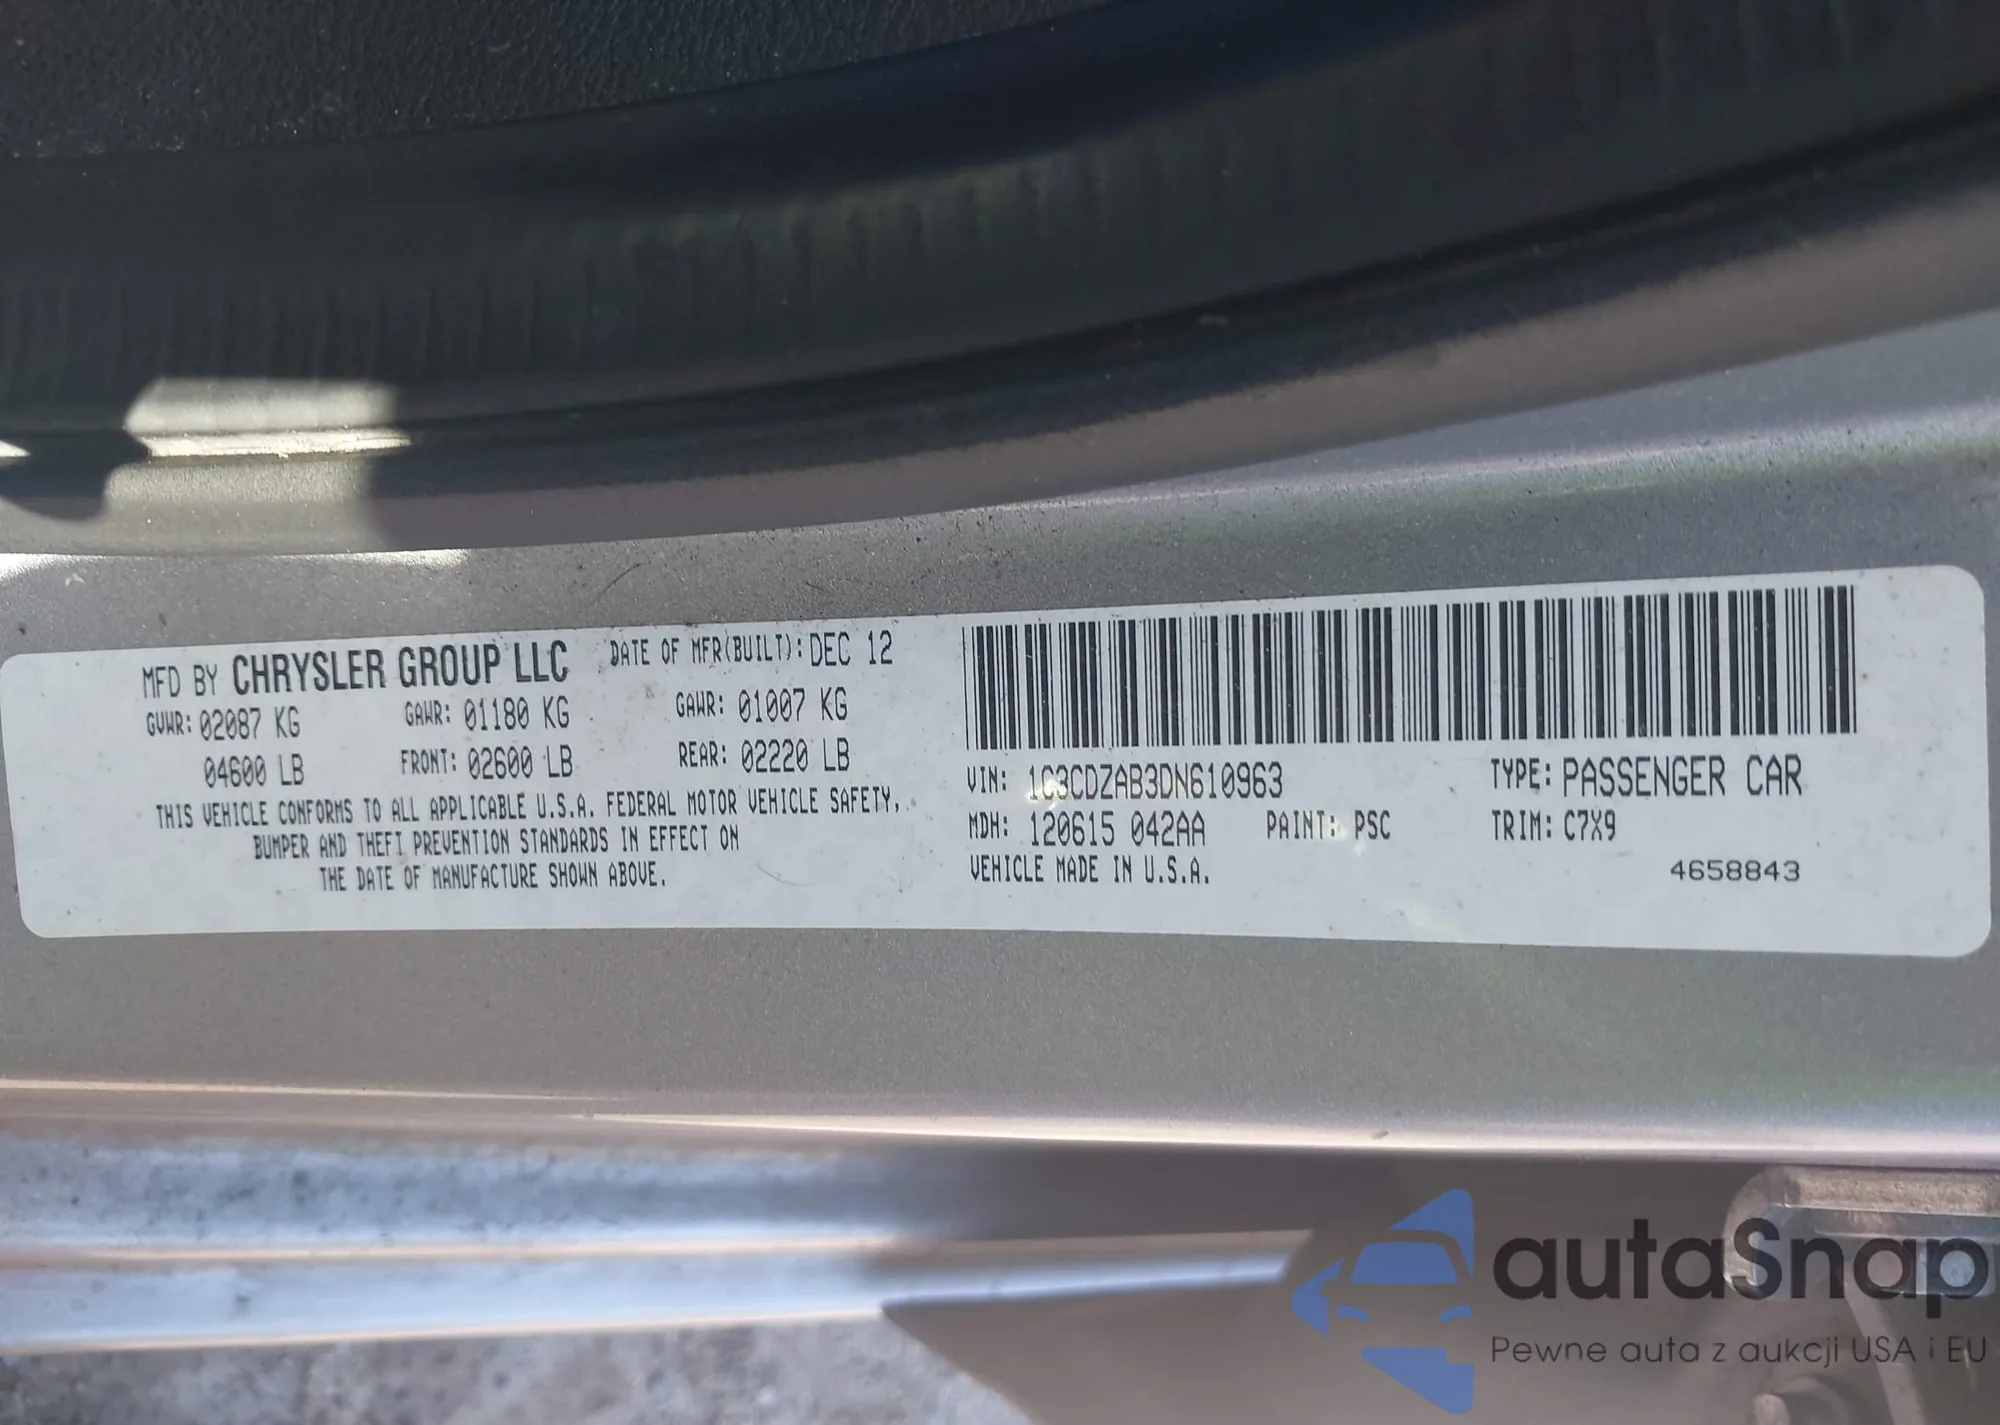 MFD BY CHRYSLER GROUP LLC DATE OF MFR(BUILT): DEC 12
GVWR: 02087 KG GAWR: 01180 KG GAWR: 01007 KG
04600 LB FRONT: 02600 LB REAR: 02220 LB
THIS VEHICLE CONFORMS TO ALL APPLICABLE U.S.A. FEDERAL MOTOR VEHICLE SAFETY,
BUMPER AND THEFT PREVENTION STANDARDS IN EFFECT ON
THE DATE OF MANUFACTURE SHOWN ABOVE.
VIN: 1C3CDZAB3DN610963 TYPE: PASSENGER CAR
MDH: 120615 042AA PAINT: PSC TRIM: C7X9
VEHICLE MADE IN U.S.A.
4658843
autaSnap
Pewne auta z aukcji USA i EU